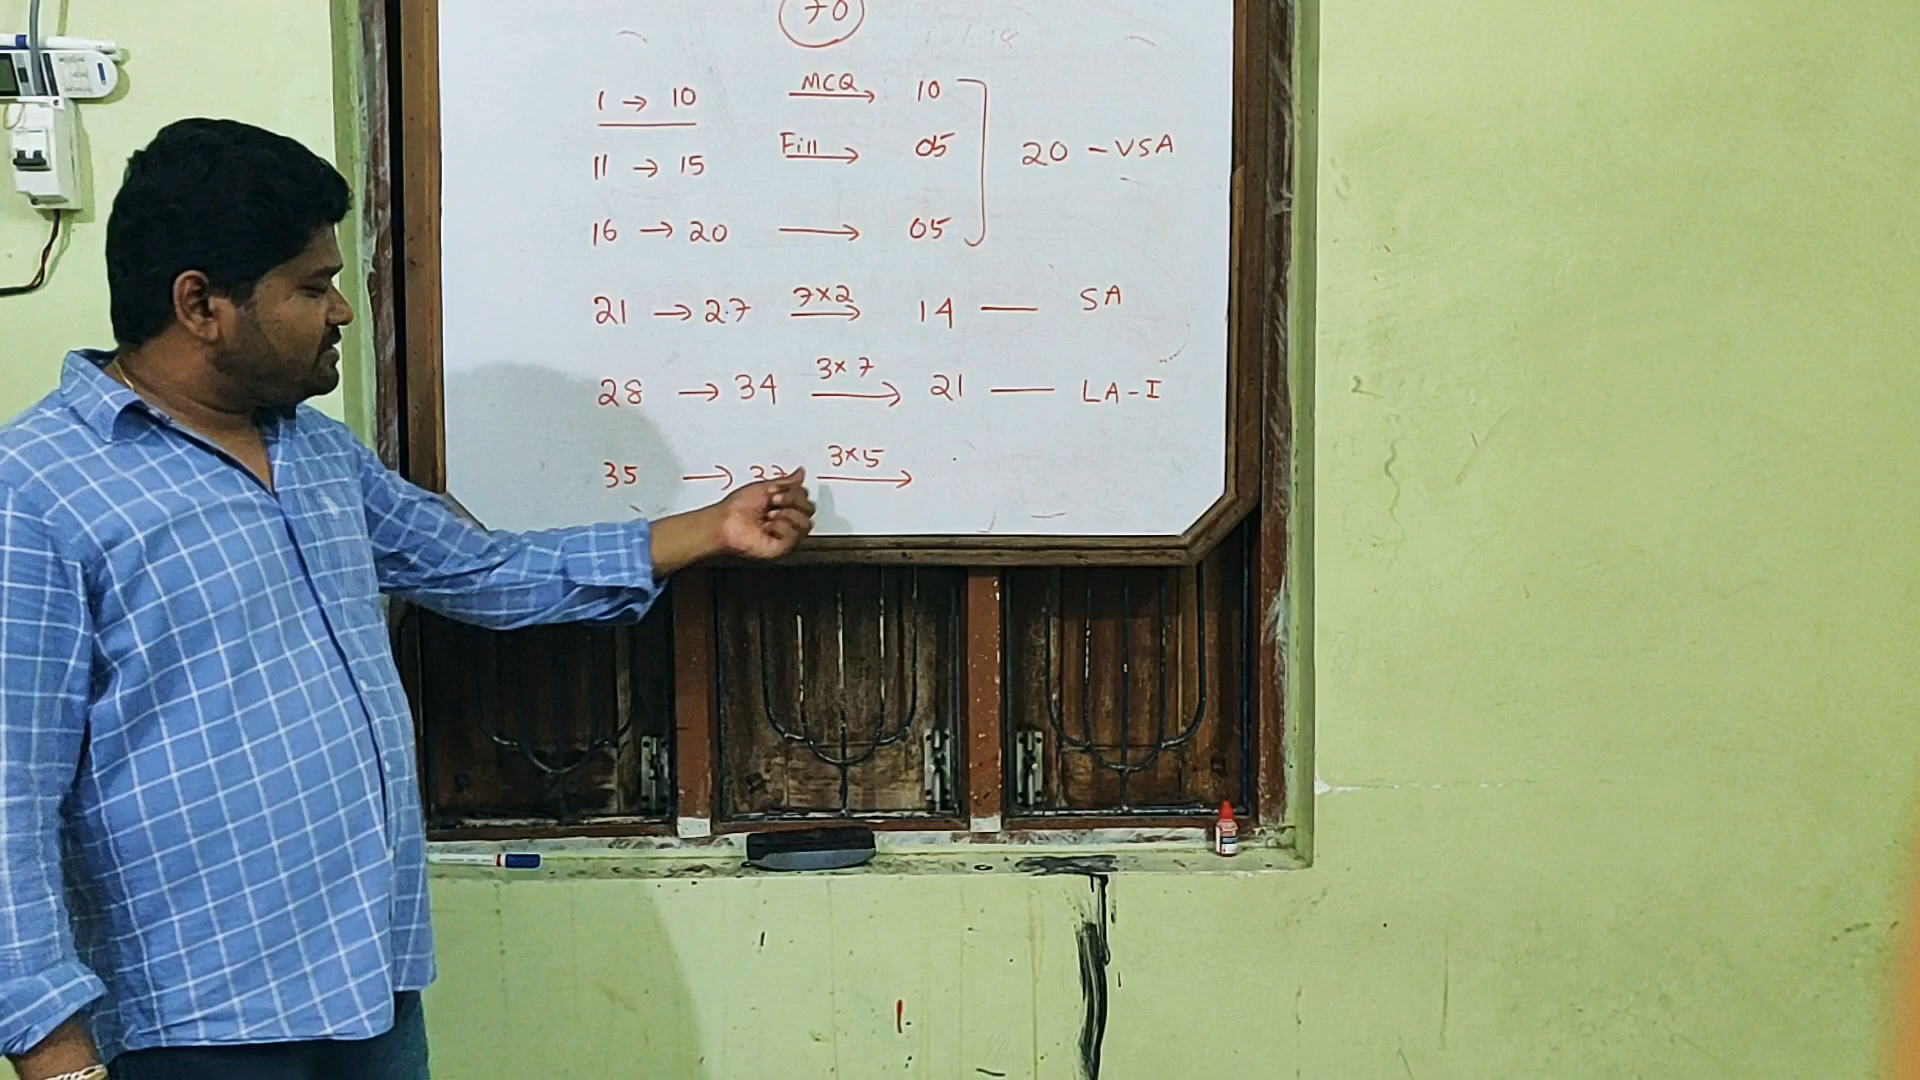 70
1 → 10 MCQ → 10
11 → 15 Fill → 05
20 - VSA
16 → 20 → 05
21 → 27 7×2 → 14 — SA
28 → 34 3×7 → 21 — LA-I
35 → 37 3×5 →